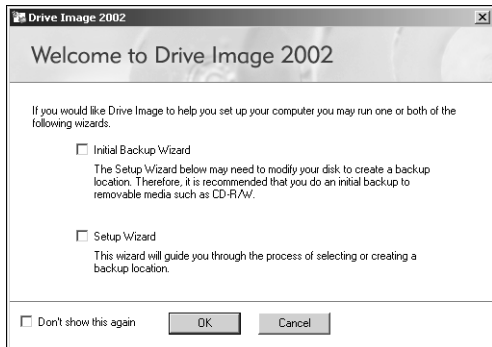 Drive Image 2002
Welcome to Drive Image 2002
If you would like Drive Image to help you set up your computer you may run one or both of the
following wizards.
Initial Backup Wizard
The Setup Wizard below may need to modify your disk to create a backup
location. Therefore, it is recommended that you do an initial backup to
removable media such as CD-R/W.
Setup Wizard
This wizard will guide you through the process of selecting or creating a
backup location.
Don't show this again
OK
Cancel